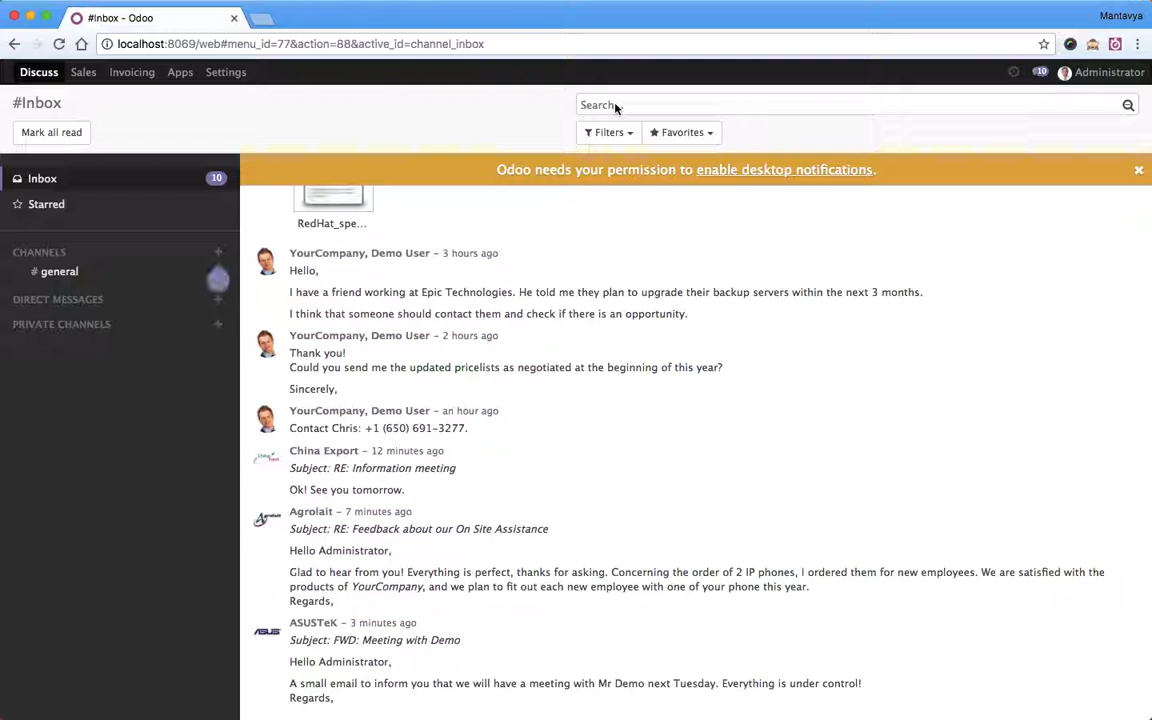 #Inbox - Odoo
Mantavya
localhost:8069/web#menu_id=77&action=88&active_id=channel_inbox
Discuss Sales Invoicing Apps Settings
10 Administrator
#Inbox
Search...
Mark all read
Filters
Favorites
Inbox 10
Starred
CHANNELS
# general
DIRECT MESSAGES
PRIVATE CHANNELS
Odoo needs your permission to enable desktop notifications.
RedHat_spe...
YourCompany, Demo User - 3 hours ago
Hello,
I have a friend working at Epic Technologies. He told me they plan to upgrade their backup servers within the next 3 months.
I think that someone should contact them and check if there is an opportunity.
YourCompany, Demo User - 2 hours ago
Thank you!
Could you send me the updated pricelists as negotiated at the beginning of this year?
Sincerely,
YourCompany, Demo User - an hour ago
Contact Chris: +1 (650) 691-3277.
China Export - 12 minutes ago
Subject: RE: Information meeting
Ok! See you tomorrow.
Agrolait - 7 minutes ago
Subject: RE: Feedback about our On Site Assistance
Hello Administrator,
Glad to hear from you! Everything is perfect, thanks for asking. Concerning the order of 2 IP phones, I ordered them for new employees. We are satisfied with the
products of YourCompany, and we plan to fit out each new employee with one of your phone this year.
Regards,
ASUSTeK - 3 minutes ago
Subject: FWD: Meeting with Demo
Hello Administrator,
A small email to inform you that we will have a meeting with Mr Demo next Tuesday. Everything is under control!
Regards,